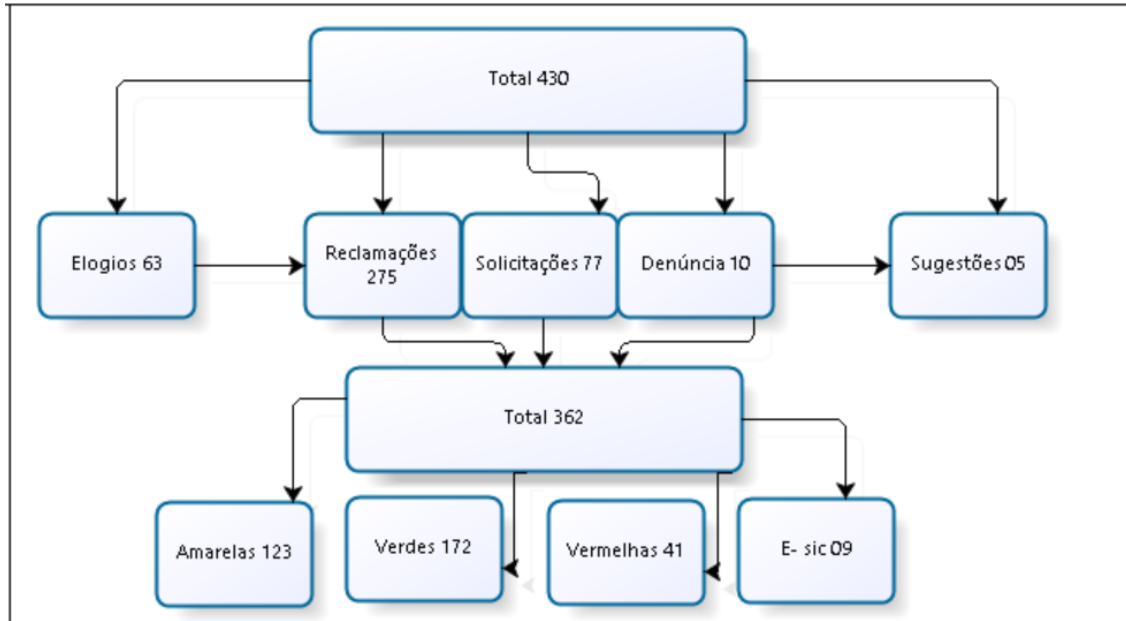 Total 430
Elogios 63
Reclamações
275
Solicitações 77
Denúncia 10
Sugestões 05
Total 362
Amarelas 123
Verdes 172
Vermelhas 41
E- sic 09